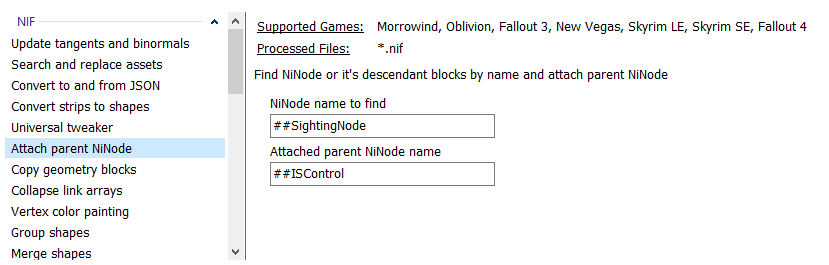 NIF
Update tangents and binormals
Search and replace assets
Convert to and from JSON
Convert strips to shapes
Universal tweaker
Attach parent NiNode
Copy geometry blocks
Collapse link arrays
Vertex color painting
Group shapes
Merge shapes
Supported Games: Morrowind, Oblivion, Fallout 3, New Vegas, Skyrim LE, Skyrim SE, Fallout 4
Processed Files: *.nif
Find NiNode or it's descendant blocks by name and attach parent NiNode
NiNode name to find
##SightingNode
Attached parent NiNode name
##ISControl